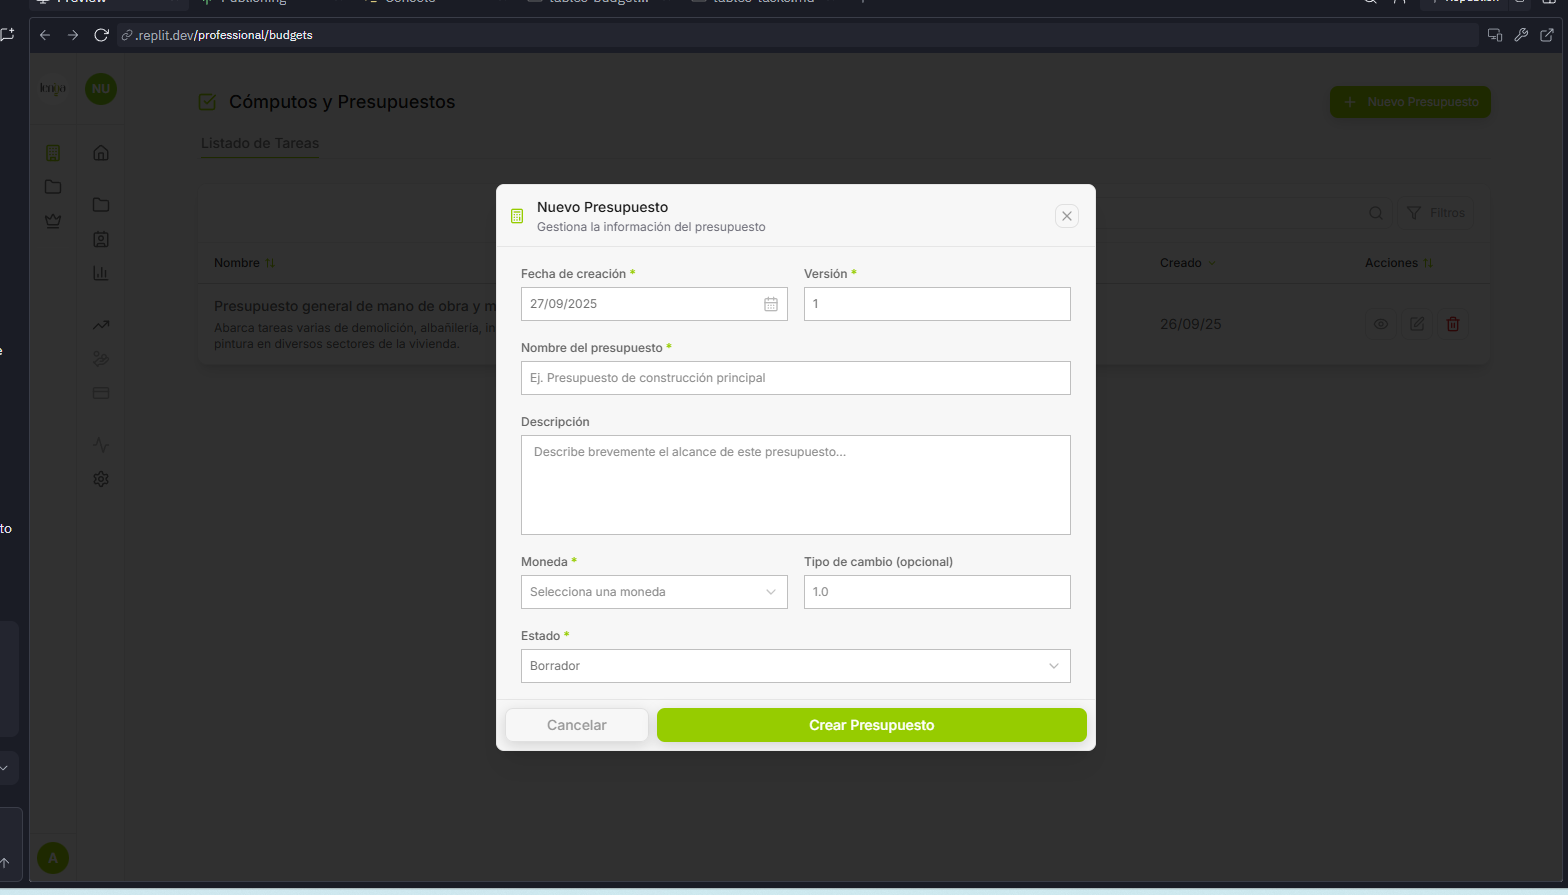 .replit.dev/professional/budgets
NU
Cómputos y Presupuestos
Nuevo Presupuesto
Listado de Tareas
Nuevo Presupuesto
Gestiona la información del presupuesto
Filtros
Nombre
Creado
Acciones
Fecha de creación *
Versión *
27/09/2025
1
Presupuesto general de mano de obra y m
Abarca tareas varias de demolición, albañilería, in
pintura en diversos sectores de la vivienda.
26/09/25
Nombre del presupuesto *
Ej. Presupuesto de construcción principal
Descripción
Describe brevemente el alcance de este presupuesto...
to
Moneda *
Tipo de cambio (opcional)
Selecciona una moneda
1.0
Estado *
Borrador
Cancelar
Crear Presupuesto
A